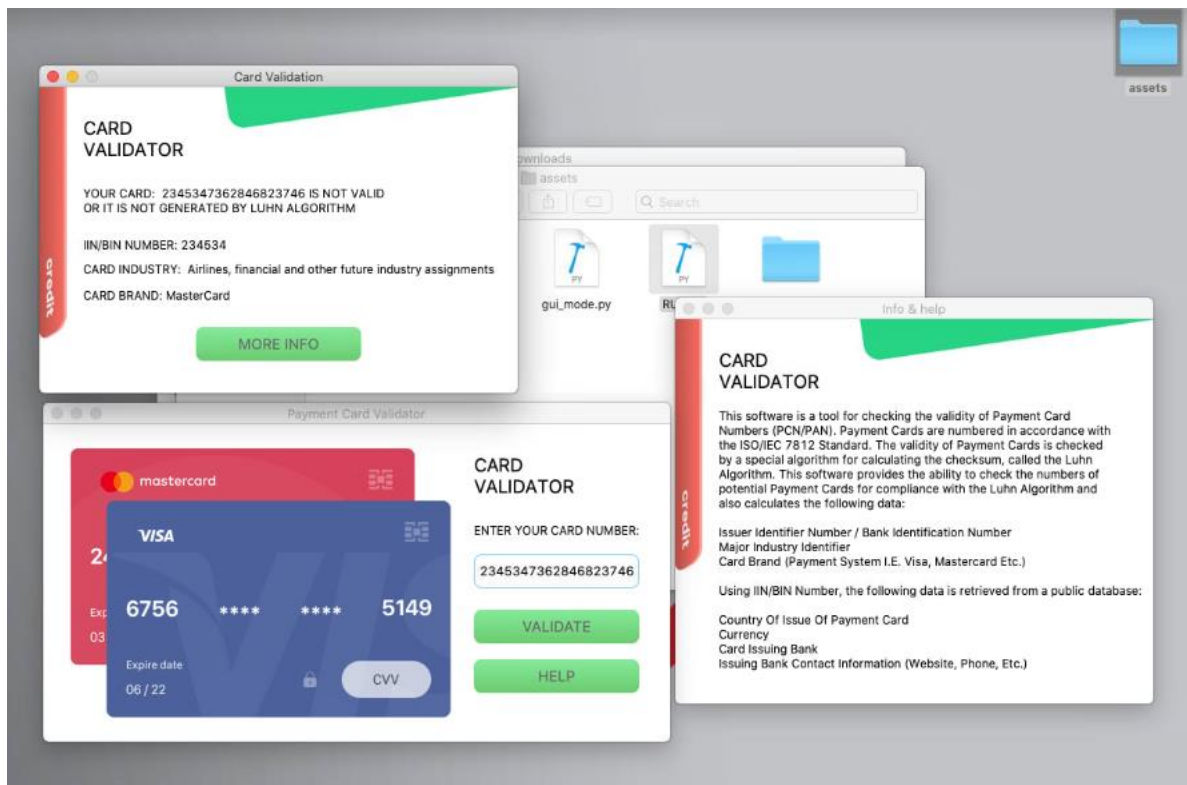 assets
Card Validation
CARD
VALIDATOR
YOUR CARD: 2345347362846823746 IS NOT VALID
OR IT IS NOT GENERATED BY LUHN ALGORITHM
IIN/BIN NUMBER: 234534
CARD INDUSTRY: Airlines, financial and other future industry assignments
CARD BRAND: MasterCard
credit
MORE INFO
ownloads
assets
Search
PY
gui_mode.py
PY
RU
Payment Card Validator
mastercard
24
Exp
03
VISA
6756 **** **** 5149
Expire date
06 / 22
CVV
CARD
VALIDATOR
ENTER YOUR CARD NUMBER:
2345347362846823746
VALIDATE
HELP
Info & help
CARD
VALIDATOR
This software is a tool for checking the validity of Payment Card
Numbers (PCN/PAN). Payment Cards are numbered in accordance with
the ISO/IEC 7812 Standard. The validity of Payment Cards is checked
by a special algorithm for calculating the checksum, called the Luhn
Algorithm. This software provides the ability to check the numbers of
potential Payment Cards for compliance with the Luhn Algorithm and
also calculates the following data:
Issuer Identifier Number / Bank Identification Number
Major Industry Identifier
Card Brand (Payment System I.E. Visa, Mastercard Etc.)
Using IIN/BIN Number, the following data is retrieved from a public database:
Country Of Issue Of Payment Card
Currency
Card Issuing Bank
Issuing Bank Contact Information (Website, Phone, Etc.)
credit